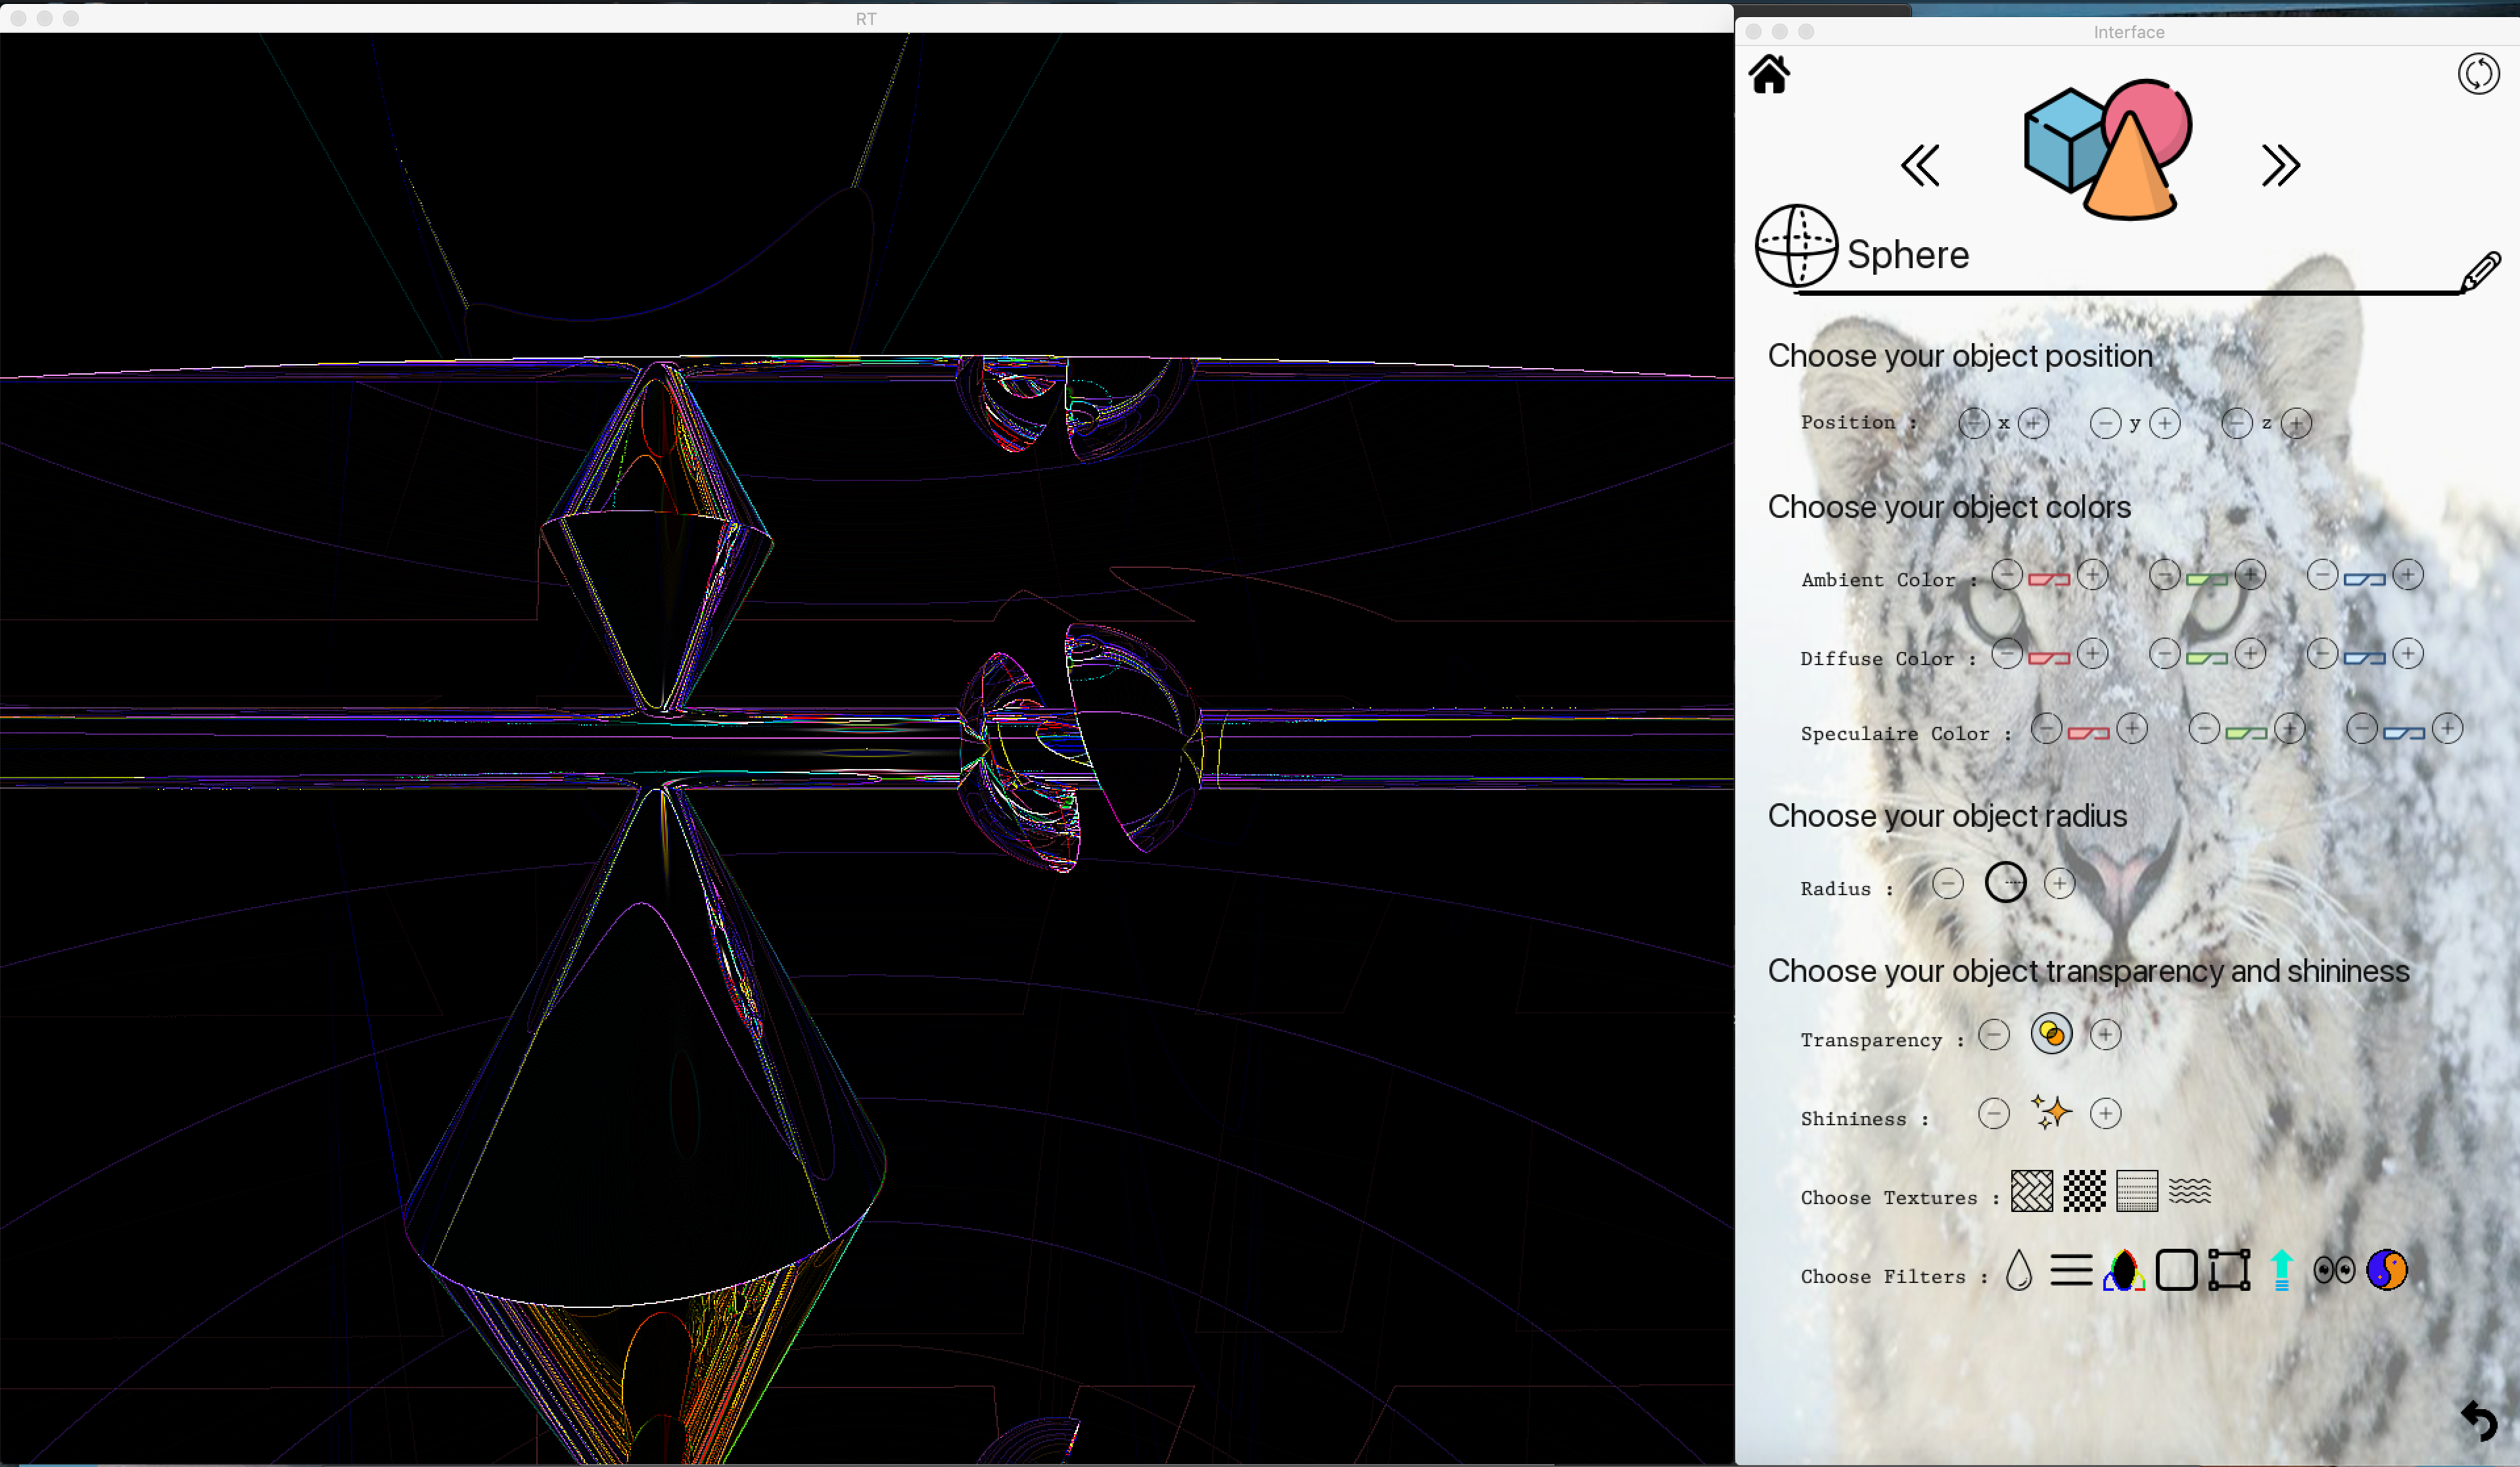 RT
Interface
Sphere
Choose your object position
Position : x y z
Choose your object colors
Ambient Color :
Diffuse Color :
Speculaire Color :
Choose your object radius
Radius :
Choose your object transparency and shininess
Transparency :
Shininess :
Choose Textures :
Choose Filters :